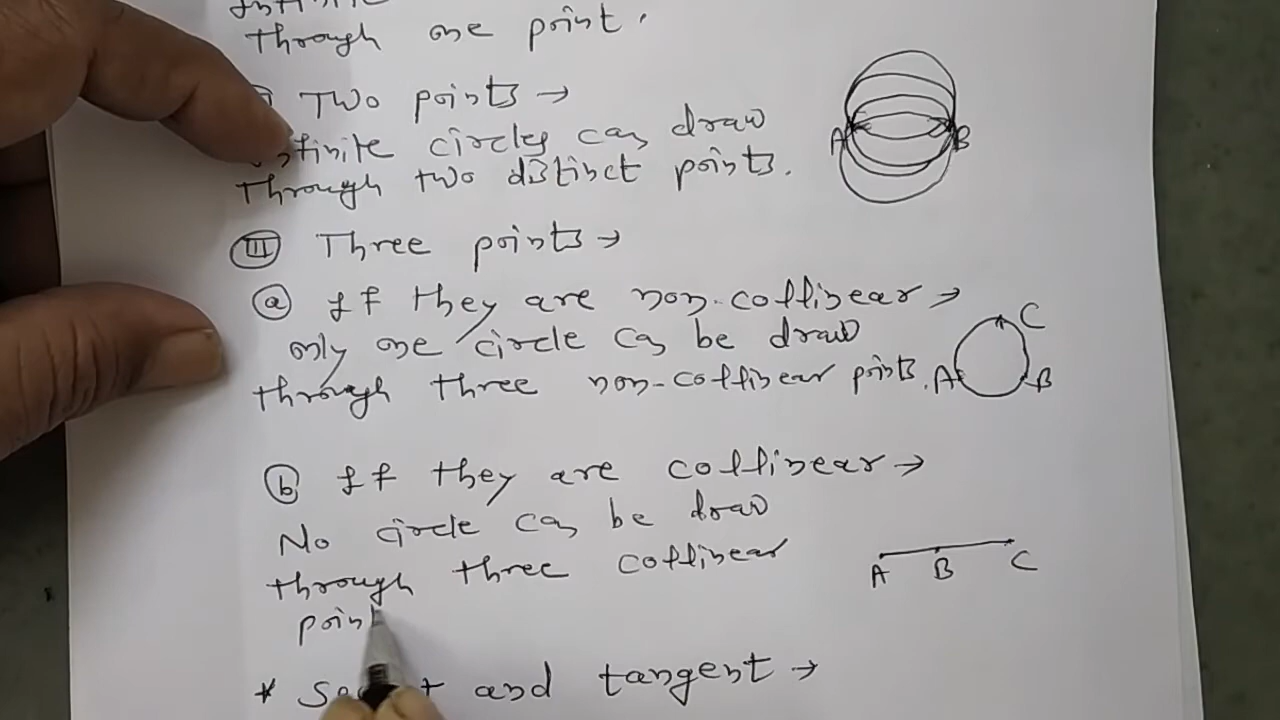 through one point.
Two points →
circles can draw
through two distinct points.
A B
III Three points →
a If they are non-collinear →
only one circle can be draw
through three non-collinear points.
C
A B
b If they are collinear →
No circle can be draw
through three collinear
A B C
* and tangent →